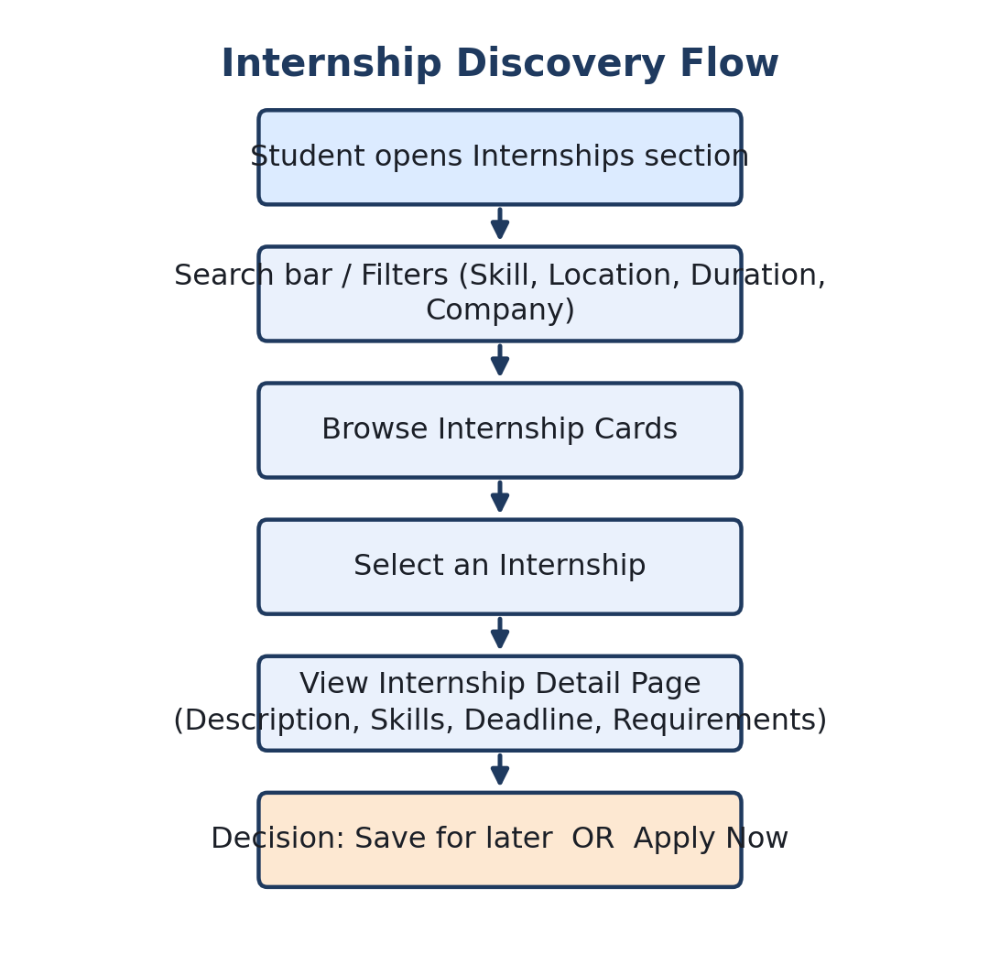 Internship Discovery Flow
Student opens Internships section
Search bar / Filters (Skill, Location, Duration,
Company)
Browse Internship Cards
Select an Internship
View Internship Detail Page
(Description, Skills, Deadline, Requirements)
Decision: Save for later  OR  Apply Now